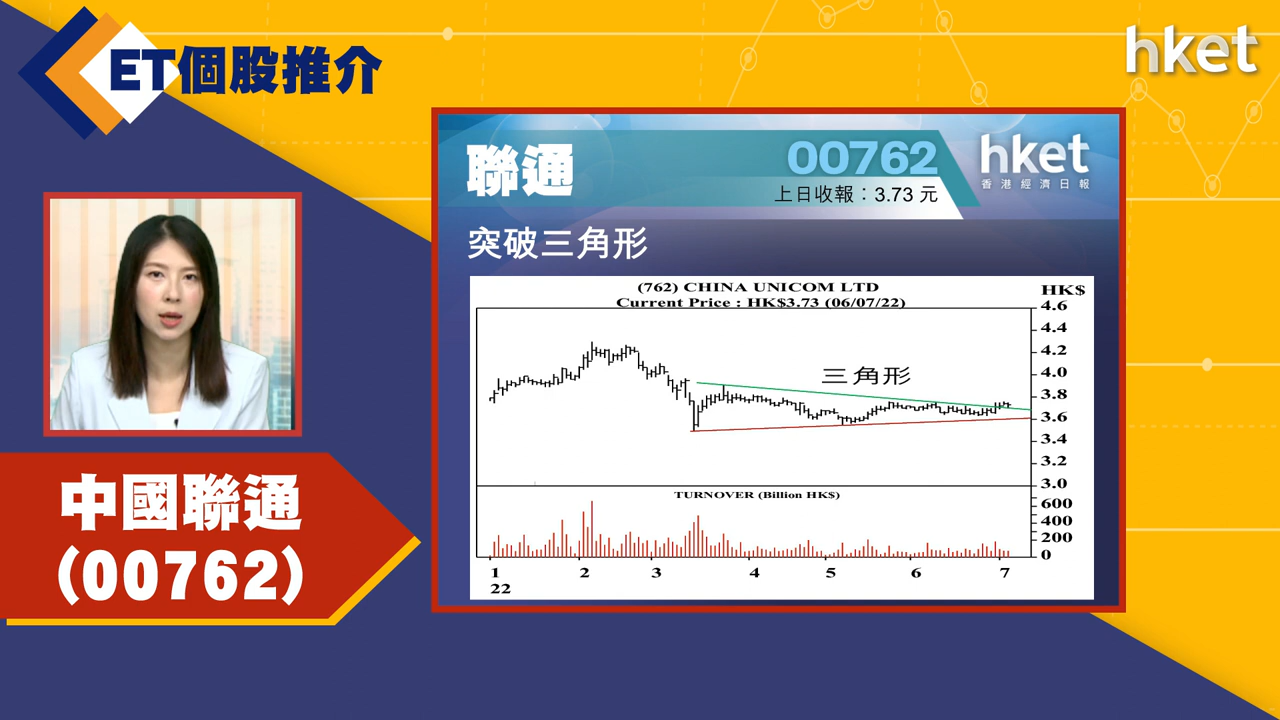 ET個股推介
hket
聯通
00762
hket
香港經濟日報
上日收報：3.73 元
突破三角形
(762) CHINA UNICOM LTD
Current Price : HK$3.73 (06/07/22)
HK$
4.6
4.4
4.2
4.0
3.8
3.6
3.4
3.2
3.0
三角形
TURNOVER (Billion HK$)
600
400
200
0
1 2 3 4 5 6 7
22
中國聯通
(00762)